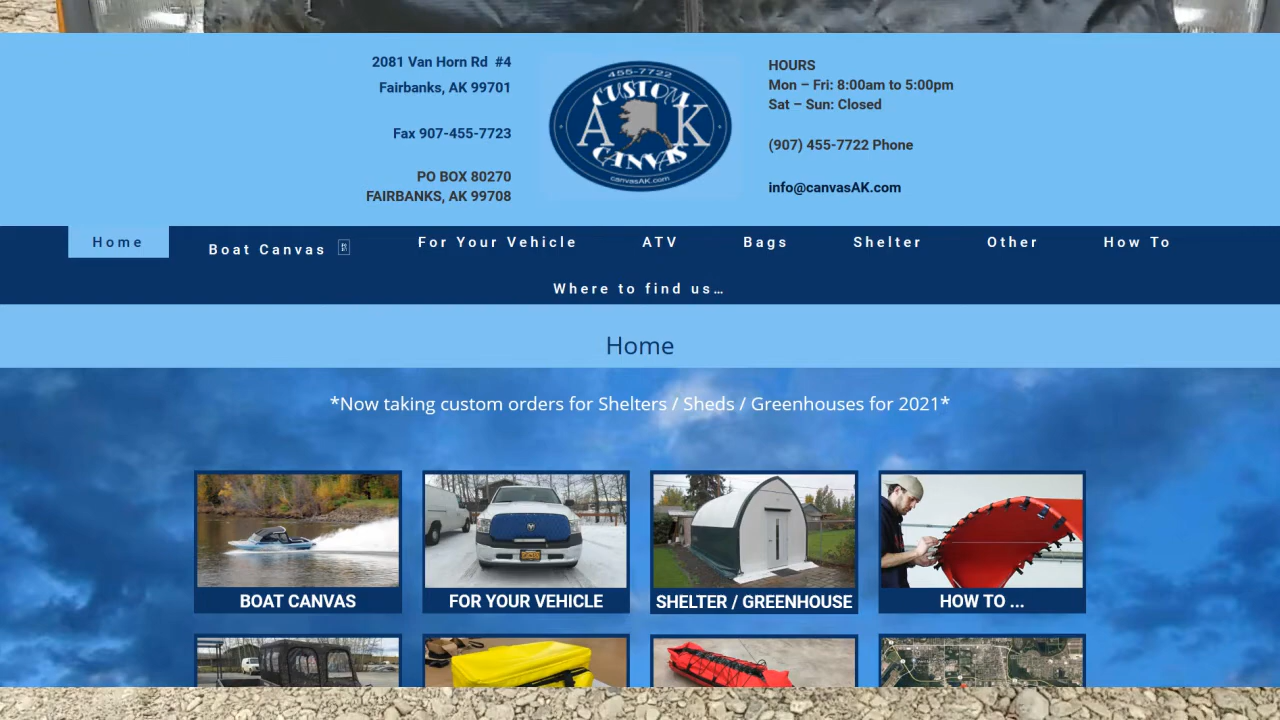 2081 Van Horn Rd #4
Fairbanks, AK 99701
Fax 907-455-7723
PO BOX 80270
FAIRBANKS, AK 99708
455-7722
CUSTOM
A K
CANVAS
canvasAK.com
HOURS
Mon – Fri: 8:00am to 5:00pm
Sat – Sun: Closed
(907) 455-7722 Phone
info@canvasAK.com
Home
Boat Canvas
For Your Vehicle
ATV
Bags
Shelter
Other
How To
Where to find us…
Home
*Now taking custom orders for Shelters / Sheds / Greenhouses for 2021*
BOAT CANVAS
FOR YOUR VEHICLE
SHELTER / GREENHOUSE
HOW TO ...